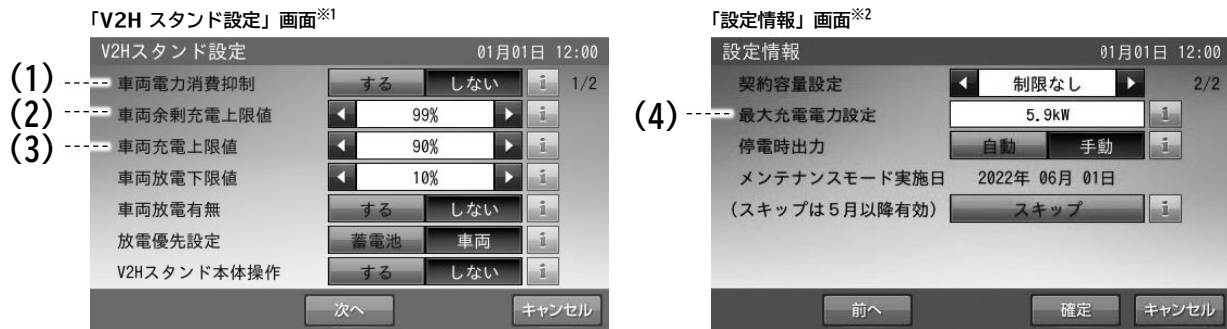 「V2H スタンド設定」画面※1
V2Hスタンド設定 01月01日 12:00
(1) 車両電力消費抑制 する しない i 1/2
(2) 車両余剰充電上限値 ◀ 99% ▶ i
(3) 車両充電上限値 ◀ 90% ▶ i
車両放電下限値 ◀ 10% ▶ i
車両放電有無 する しない i
放電優先設定 蓄電池 車両 i
V2Hスタンド本体操作 する しない i
次へ キャンセル
「設定情報」画面※2
設定情報 01月01日 12:00
契約容量設定 ◀ 制限なし ▶ 2/2
(4) 最大充電電力設定 5.9kW i
停電時出力 自動 手動 i
メンテナンスモード実施日 2022年 06月 01日
(スキップは5月以降有効) スキップ i
前へ 確定 キャンセル